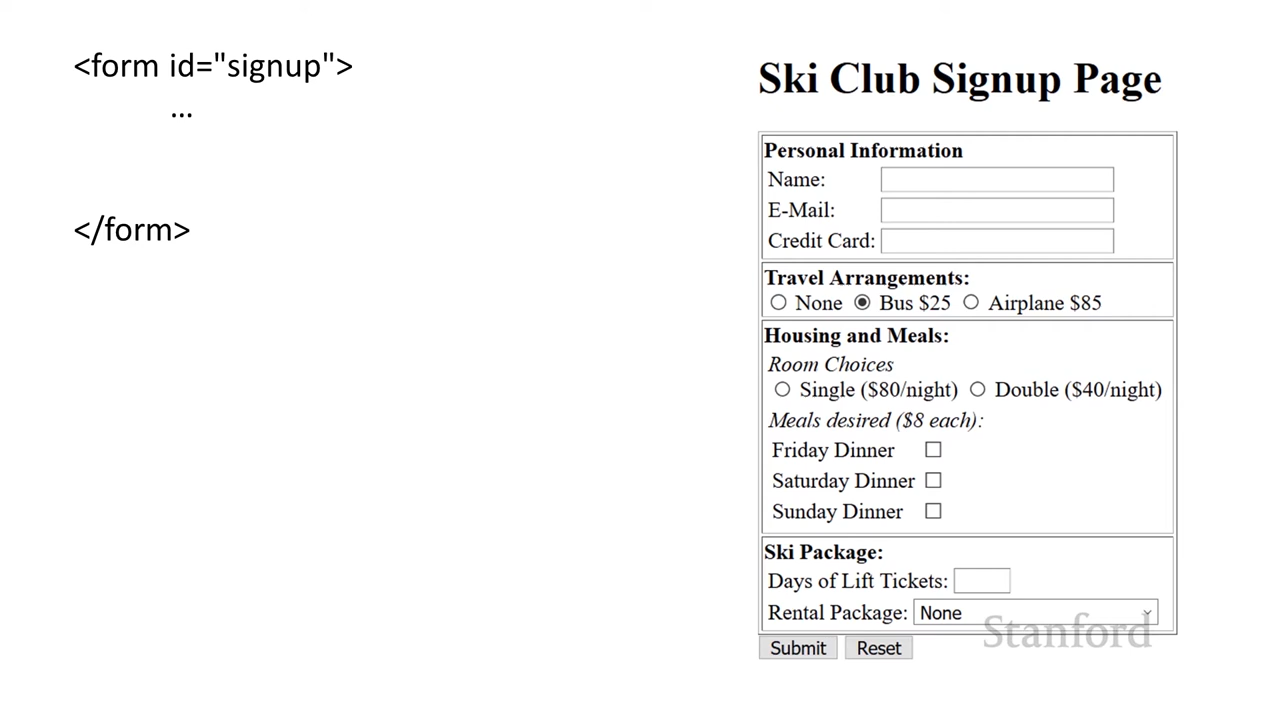 <form id="signup">
...
</form>
Ski Club Signup Page
Personal Information
Name:
E-Mail:
Credit Card:
Travel Arrangements:
None Bus $25 Airplane $85
Housing and Meals:
Room Choices
Single ($80/night) Double ($40/night)
Meals desired ($8 each):
Friday Dinner
Saturday Dinner
Sunday Dinner
Ski Package:
Days of Lift Tickets:
Rental Package: None
Stanford
Submit Reset